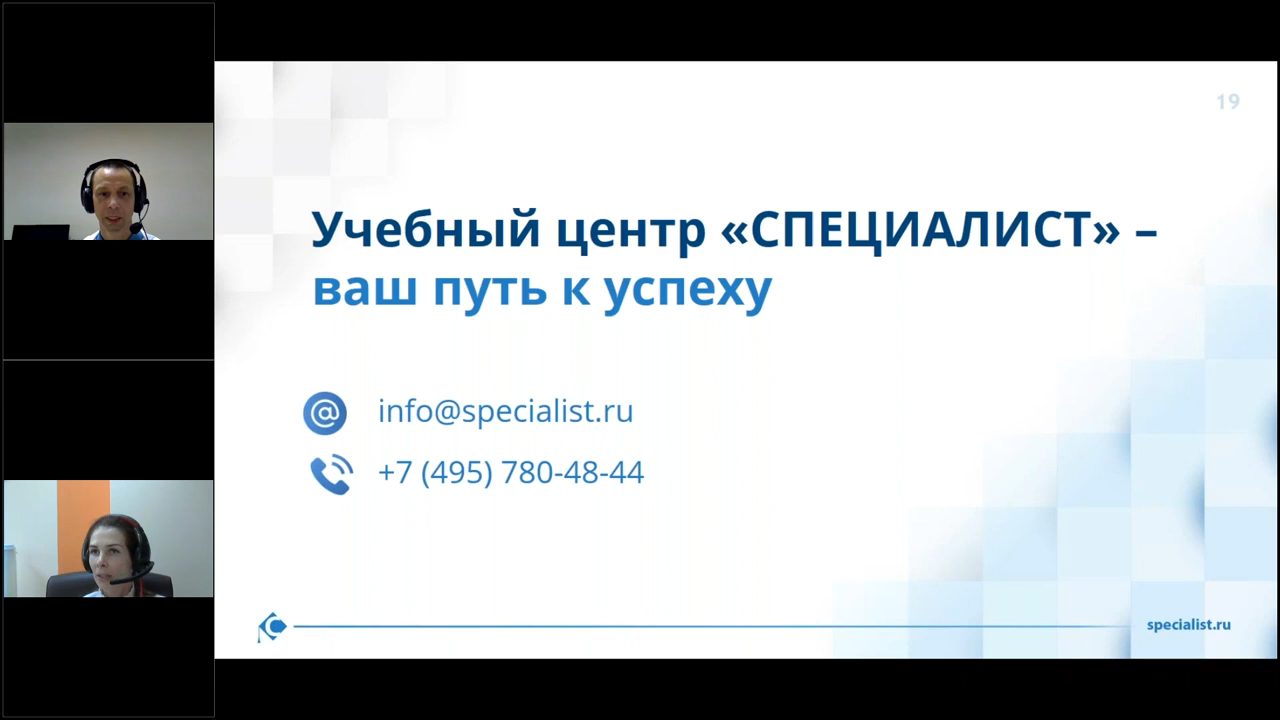 19
Учебный центр «СПЕЦИАЛИСТ» –
ваш путь к успеху
info@specialist.ru
+7 (495) 780-48-44
specialist.ru